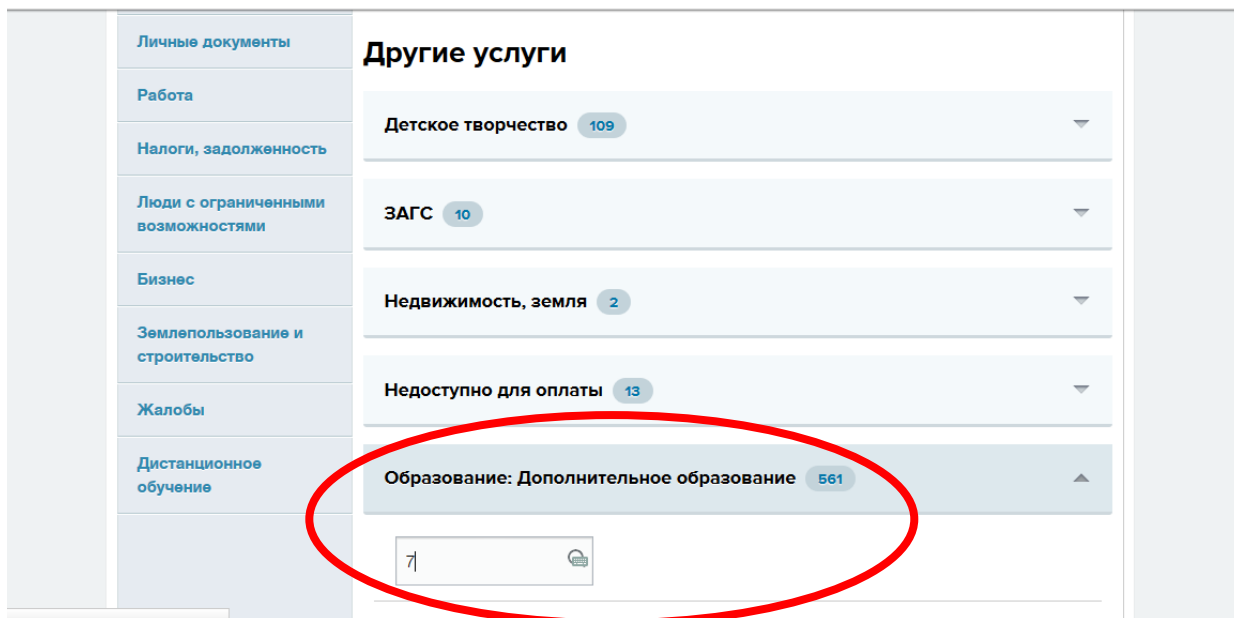 Личные документы
Работа
Налоги, задолженность
Люди с ограниченными
возможностями
Бизнес
Землепользование и
строительство
Жалобы
Дистанционное
обучение
Другие услуги
Детское творчество 109
ЗАГС 10
Недвижимость, земля 2
Недоступно для оплаты 13
Образование: Дополнительное образование 561
7